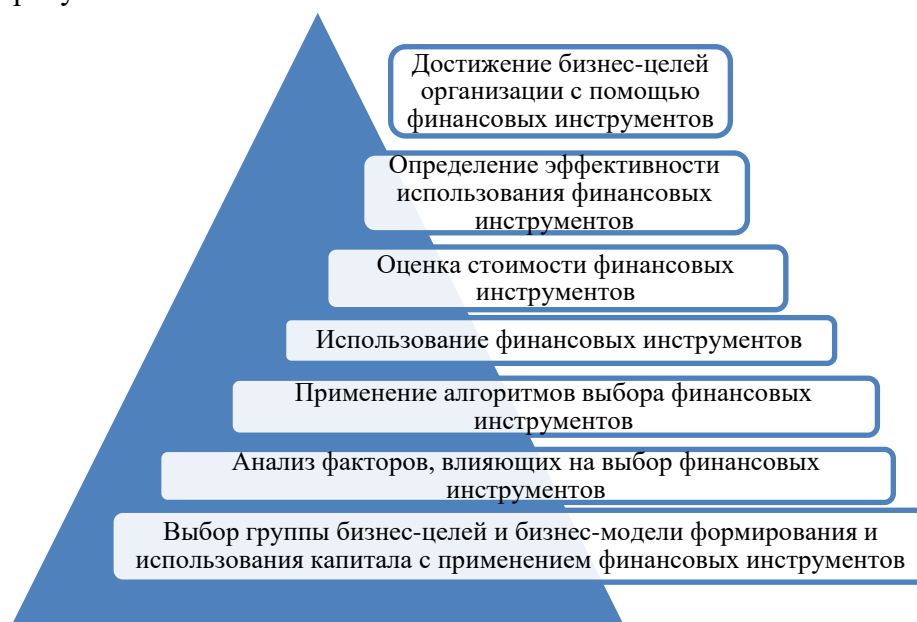 Достижение бизнес-целей
организации с помощью
финансовых инструментов
Определение эффективности
использования финансовых
инструментов
Оценка стоимости финансовых
инструментов
Использование финансовых инструментов
Применение алгоритмов выбора финансовых
инструментов
Анализ факторов, влияющих на выбор финансовых
инструментов
Выбор группы бизнес-целей и бизнес-модели формирования и
использования капитала с применением финансовых инструментов